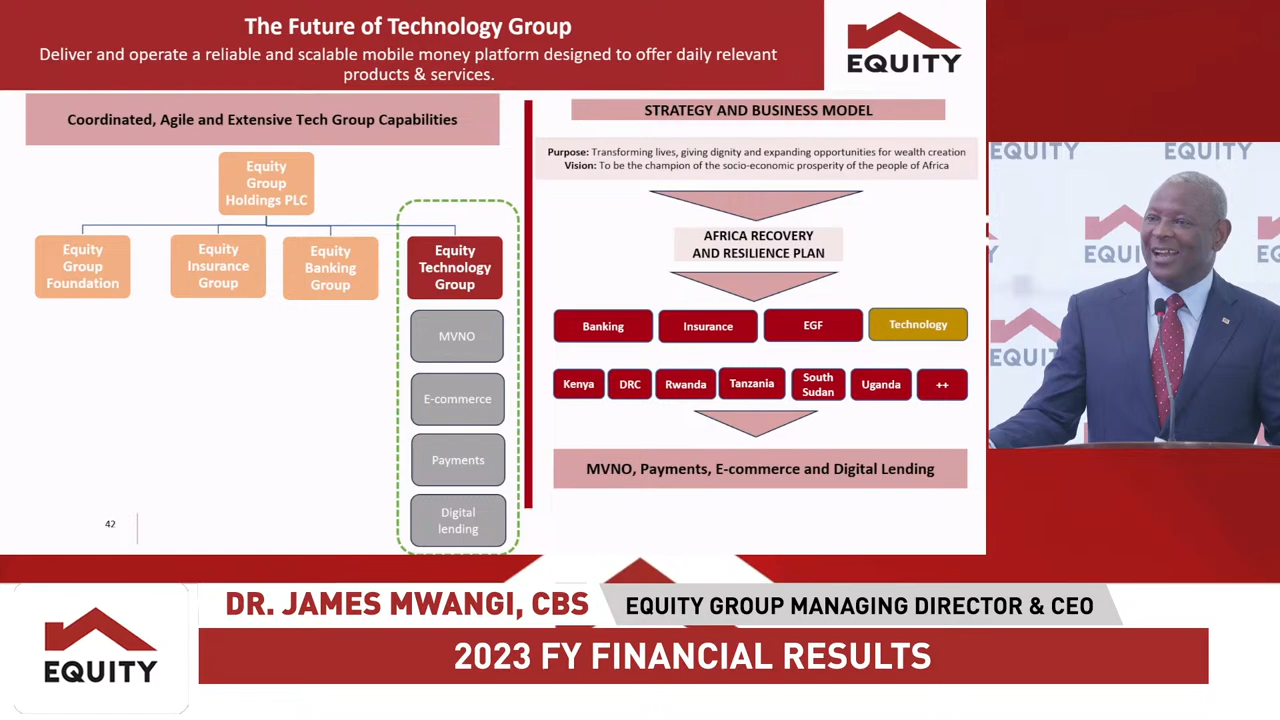 The Future of Technology Group
Deliver and operate a reliable and scalable mobile money platform designed to offer daily relevant
products & services.
EQUITY
Coordinated, Agile and Extensive Tech Group Capabilities
Equity
Group
Holdings PLC
Equity
Group
Foundation
Equity
Insurance
Group
Equity
Banking
Group
Equity
Technology
Group
MVNO
E-commerce
Payments
Digital
lending
42
STRATEGY AND BUSINESS MODEL
Purpose: Transforming lives, giving dignity and expanding opportunities for wealth creation
Vision: To be the champion of the socio-economic prosperity of the people of Africa
AFRICA RECOVERY
AND RESILIENCE PLAN
Banking
Insurance
EGF
Technology
Kenya
DRC
Rwanda
Tanzania
South
Sudan
Uganda
++
MVNO, Payments, E-commerce and Digital Lending
EQUITY
EQUITY
EQUITY
EQUITY
DR. JAMES MWANGI, CBS
EQUITY GROUP MANAGING DIRECTOR & CEO
EQUITY
2023 FY FINANCIAL RESULTS